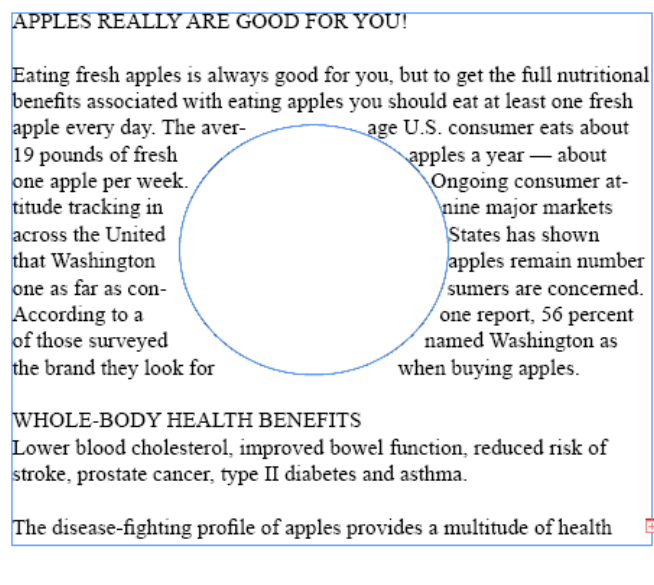 APPLES REALLY ARE GOOD FOR YOU!
Eating fresh apples is always good for you, but to get the full nutritional
benefits associated with eating apples you should eat at least one fresh
apple every day. The aver- age U.S. consumer eats about
19 pounds of fresh apples a year — about
one apple per week. Ongoing consumer at-
titude tracking in nine major markets
across the United States has shown
that Washington apples remain number
one as far as con- sumers are concerned.
According to a one report, 56 percent
of those surveyed named Washington as
the brand they look for when buying apples.
WHOLE-BODY HEALTH BENEFITS
Lower blood cholesterol, improved bowel function, reduced risk of
stroke, prostate cancer, type II diabetes and asthma.
The disease-fighting profile of apples provides a multitude of health